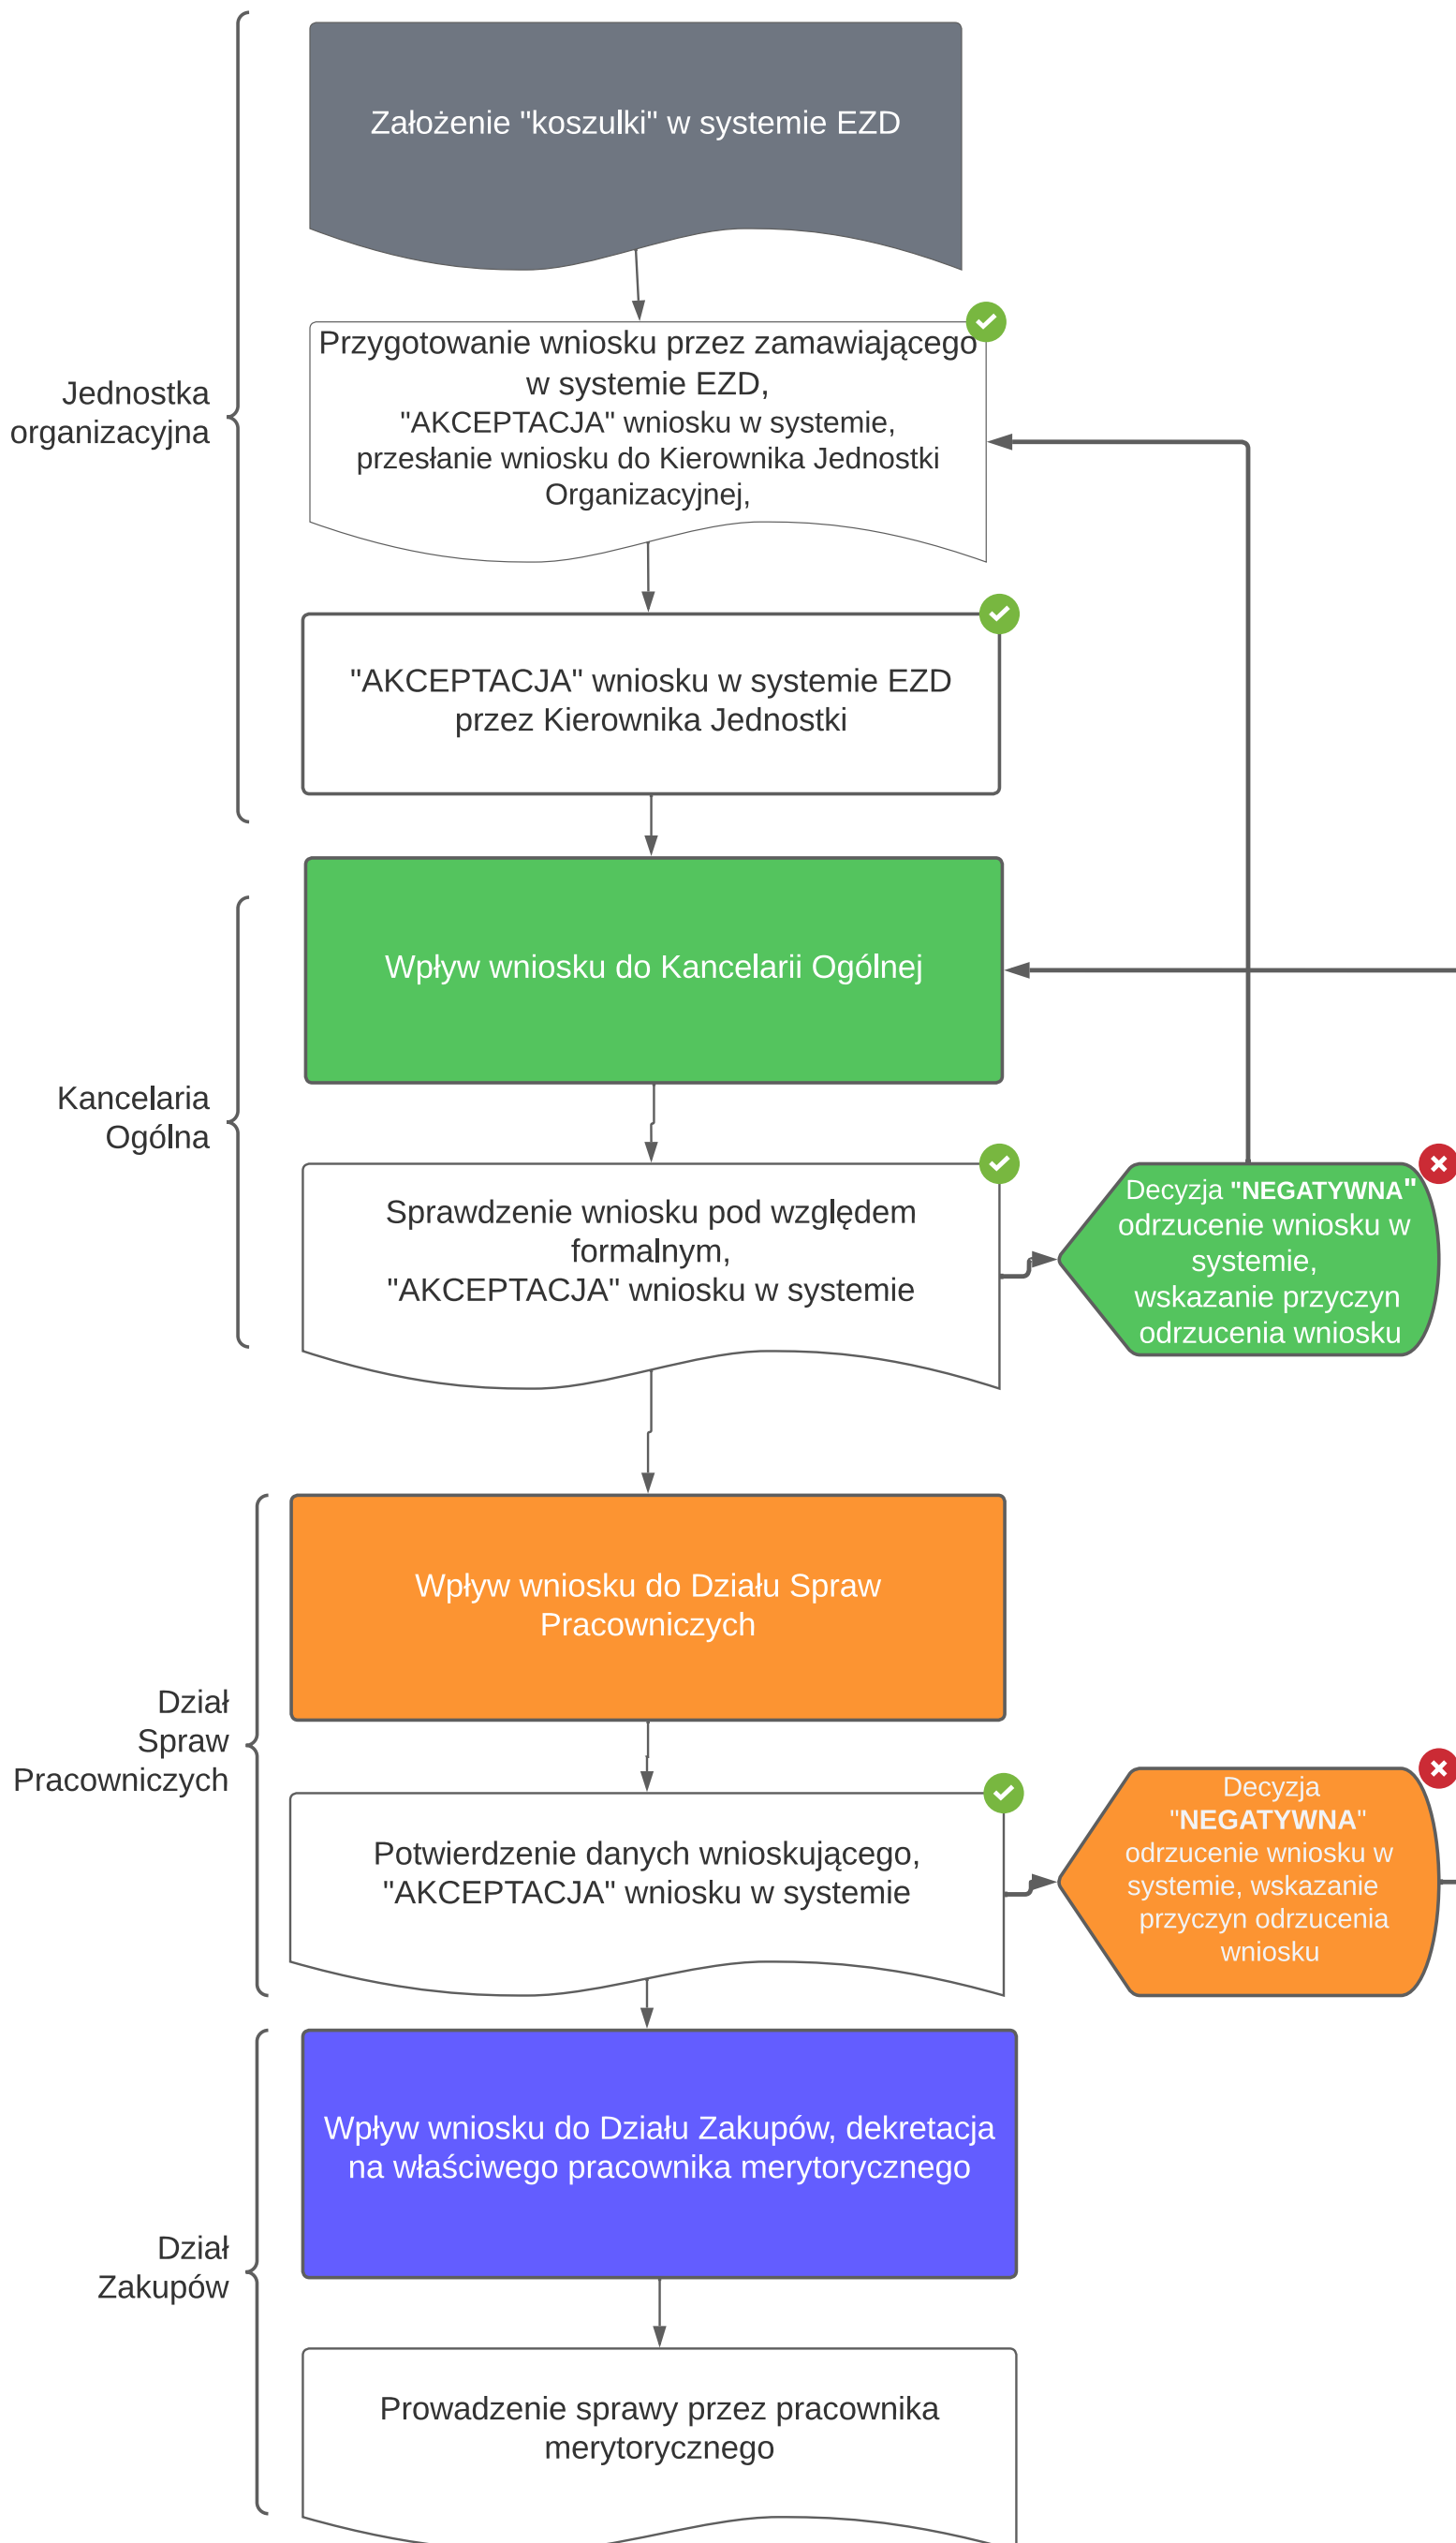 Założenie "koszulki" w systemie EZD
Przygotowanie wniosku przez zamawiającego
w systemie EZD,
"AKCEPTACJA" wniosku w systemie,
przesłanie wniosku do Kierownika Jednostki
Organizacyjnej,
Jednostka
organizacyjna
"AKCEPTACJA" wniosku w systemie EZD
przez Kierownika Jednostki
Wpływ wniosku do Kancelarii Ogólnej
Kancelaria
Ogólna
Sprawdzenie wniosku pod względem
formalnym,
"AKCEPTACJA" wniosku w systemie
Decyzja "NEGATYWNA"
odrzucenie wniosku w
systemie,
wskazanie przyczyn
odrzucenia wniosku
Wpływ wniosku do Działu Spraw
Pracowniczych
Dział
Spraw
Pracowniczych
Potwierdzenie danych wnioskującego,
"AKCEPTACJA" wniosku w systemie
Decyzja
"NEGATYWNA"
odrzucenie wniosku w
systemie, wskazanie
przyczyn odrzucenia
wniosku
Wpływ wniosku do Działu Zakupów, dekretacja
na właściwego pracownika merytorycznego
Dział
Zakupów
Prowadzenie sprawy przez pracownika
merytorycznego